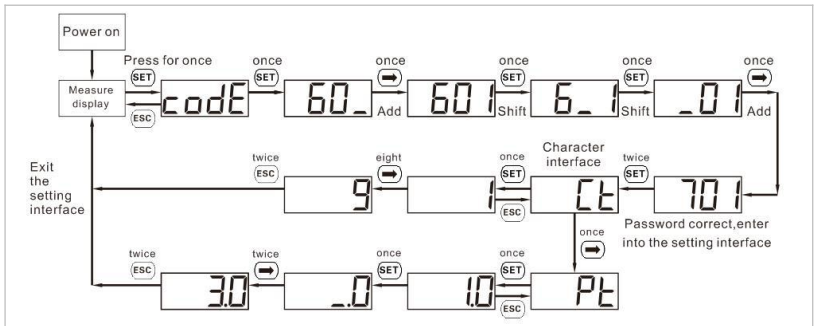 Power on
Press for once
SET
once
SET
once
➡
once
SET
once
SET
once
➡
Measure
display
ESC
codE
60_
Add
601
Shift
6_1
Shift
_01
Add
Exit
the
setting
interface
twice
ESC
9
eight
➡
1
once
SET
ESC
Character
interface
Ct
twice
SET
701
Password correct,enter
into the setting interface
once
➡
twice
ESC
3.0
twice
➡
_.0
once
SET
1.0
once
SET
ESC
Pt